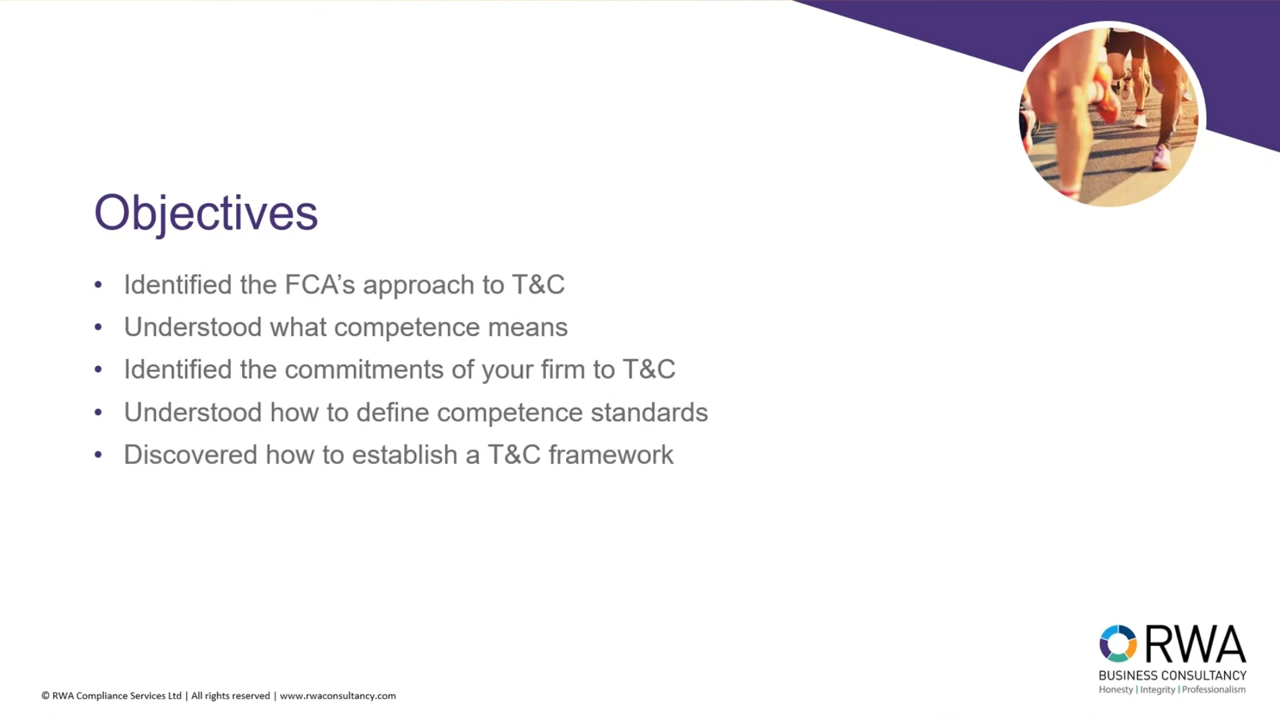 Objectives
• Identified the FCA's approach to T&C
• Understood what competence means
• Identified the commitments of your firm to T&C
• Understood how to define competence standards
• Discovered how to establish a T&C framework
RWA
BUSINESS CONSULTANCY
Honesty | Integrity | Professionalism
© RWA Compliance Services Ltd | All rights reserved | www.rwaconsultancy.com